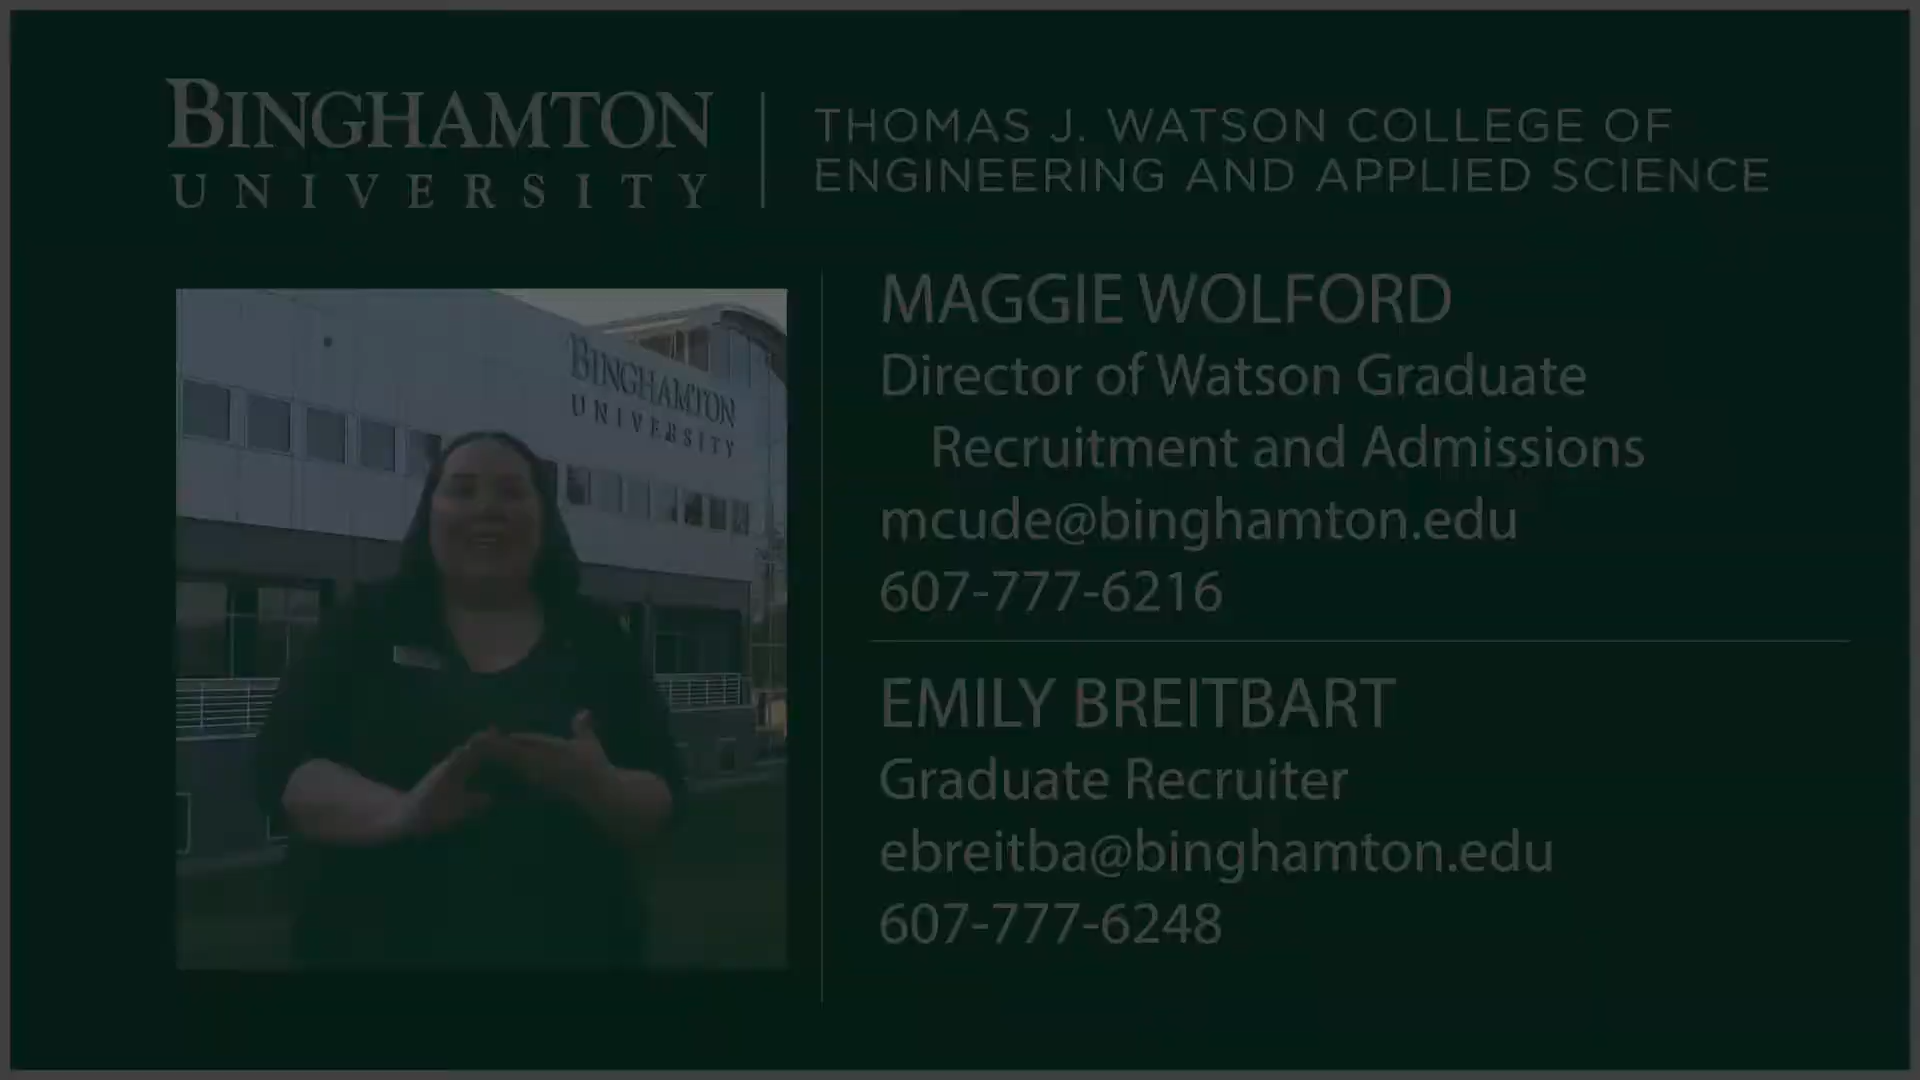 BINGHAMTON
UNIVERSITY
THOMAS J. WATSON COLLEGE OF
ENGINEERING AND APPLIED SCIENCE
BINGHAMTON
UNIVERSITY
MAGGIE WOLFORD
Director of Watson Graduate
Recruitment and Admissions
mcude@binghamton.edu
607-777-6216
EMILY BREITBART
Graduate Recruiter
ebreitba@binghamton.edu
607-777-6248